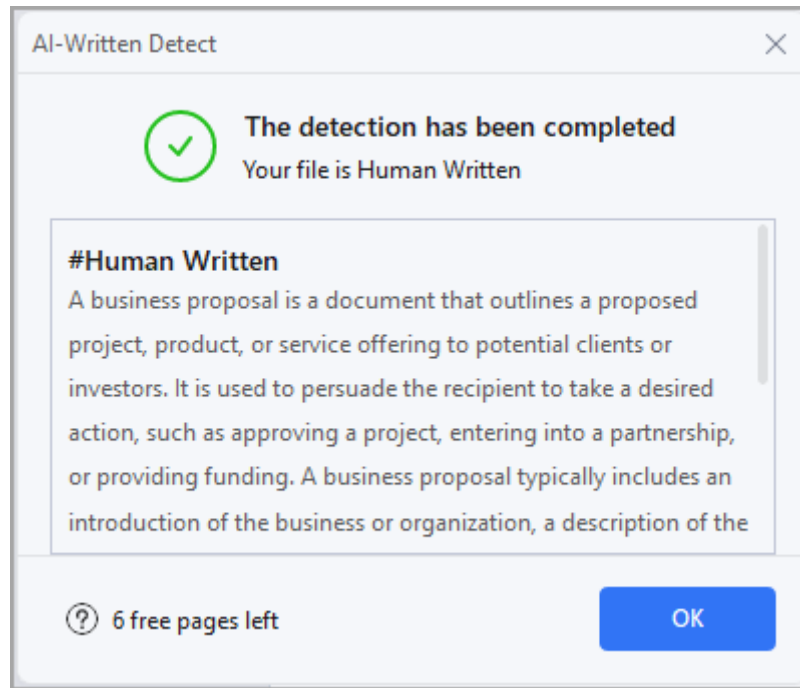 AI-Written Detect
The detection has been completed
Your file is Human Written
#Human Written
A business proposal is a document that outlines a proposed
project, product, or service offering to potential clients or
investors. It is used to persuade the recipient to take a desired
action, such as approving a project, entering into a partnership,
or providing funding. A business proposal typically includes an
introduction of the business or organization, a description of the
? 6 free pages left
OK